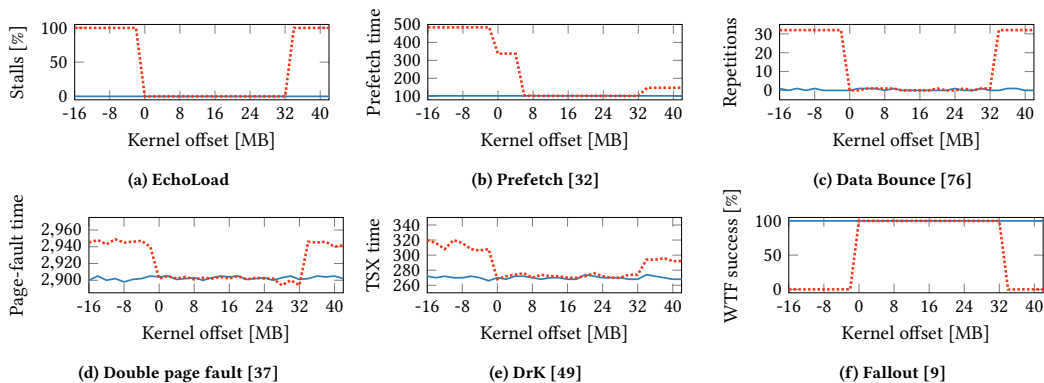 Stalls [%]
100
50
0
-16 -8 0 8 16 24 32 40
Kernel offset [MB]
(a) EchoLoad
Prefetch time
500
400
300
200
100
-16 -8 0 8 16 24 32 40
Kernel offset [MB]
(b) Prefetch [32]
Repetitions
30
20
10
0
-16 -8 0 8 16 24 32 40
Kernel offset [MB]
(c) Data Bounce [76]
Page-fault time
2,960
2,940
2,920
2,900
-16 -8 0 8 16 24 32 40
Kernel offset [MB]
(d) Double page fault [37]
TSX time
340
320
300
280
260
-16 -8 0 8 16 24 32 40
Kernel offset [MB]
(e) DrK [49]
WTF success [%]
100
50
0
-16 -8 0 8 16 24 32 40
Kernel offset [MB]
(f) Fallout [9]